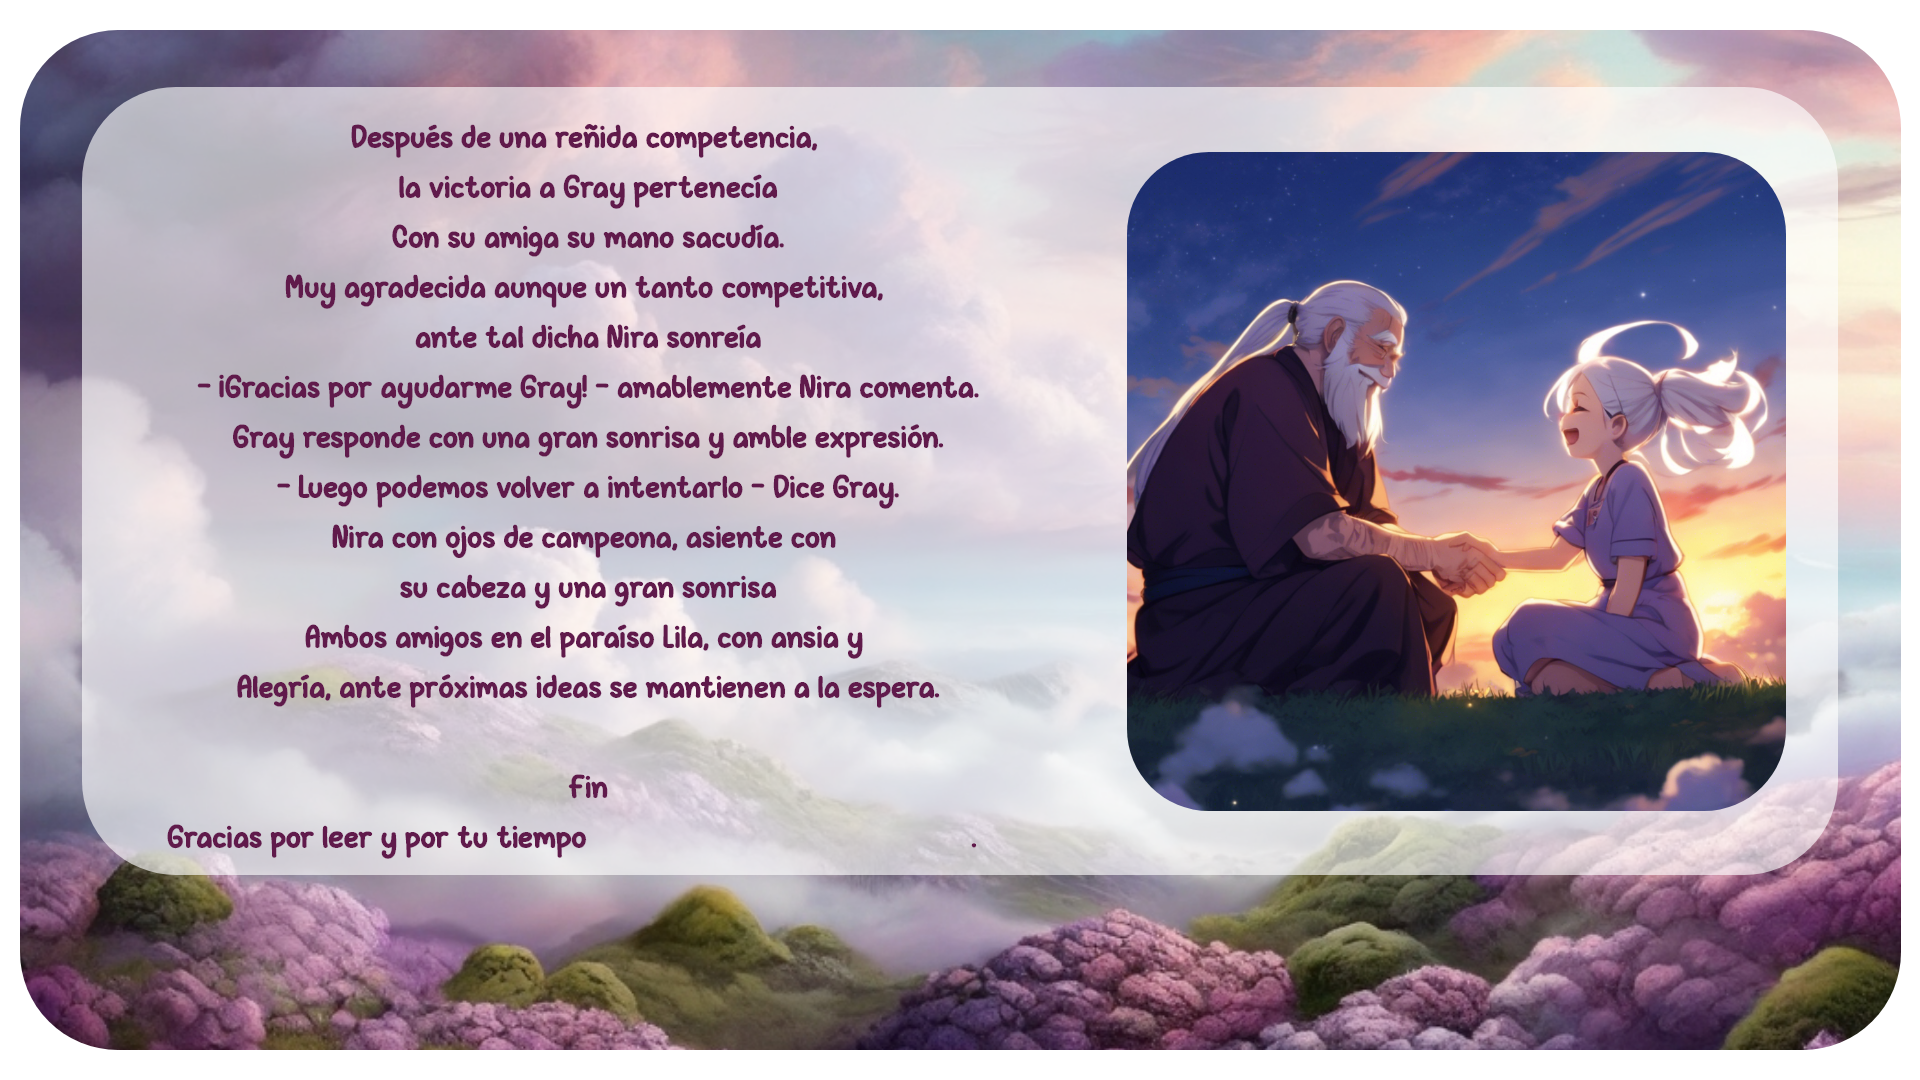 Después de una reñida competencia,
la victoria a Gray pertenecía
Con su amiga su mano sacudía.
Muy agradecida aunque un tanto competitiva,
ante tal dicha Nira sonreía
- ¡Gracias por ayudarme Gray! - amablemente Nira comenta.
Gray responde con una gran sonrisa y amble expresión.
- Luego podemos volver a intentarlo - Dice Gray.
Nira con ojos de campeona, asiente con
su cabeza y una gran sonrisa
Ambos amigos en el paraíso Lila, con ansia y
Alegría, ante próximas ideas se mantienen a la espera.
Fin
Gracias por leer y por tu tiempo .